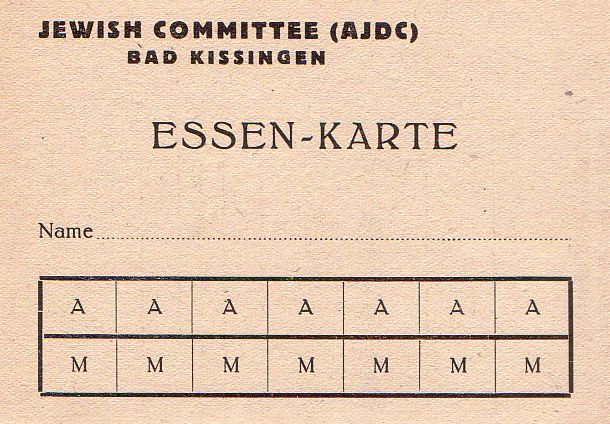 JEWISH COMMITTEE (AJDC)
BAD KISSINGEN
ESSEN-KARTE
Name
A A A A A A A
M M M M M M M